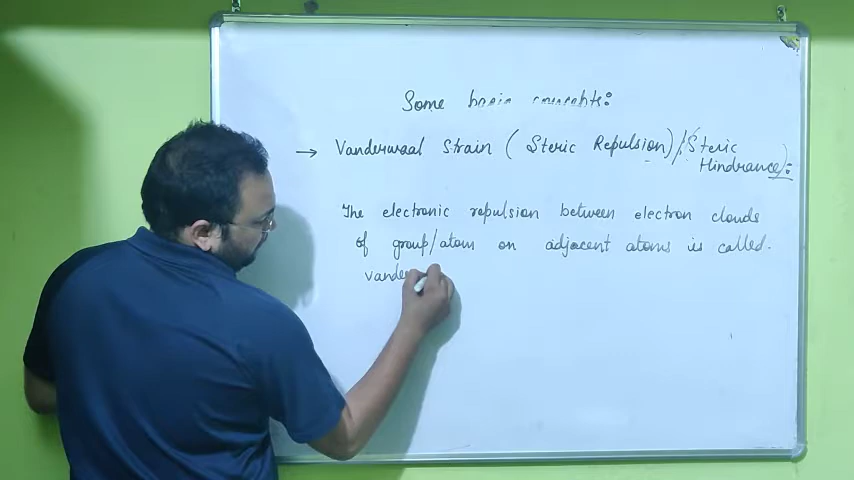 Some basic concepts:
→ Vanderwaal Strain ( Steric Repulsion) / (Steric
Hindrance):
The electronic repulsion between electron clouds
of group/atom on adjacent atoms is called.
vande